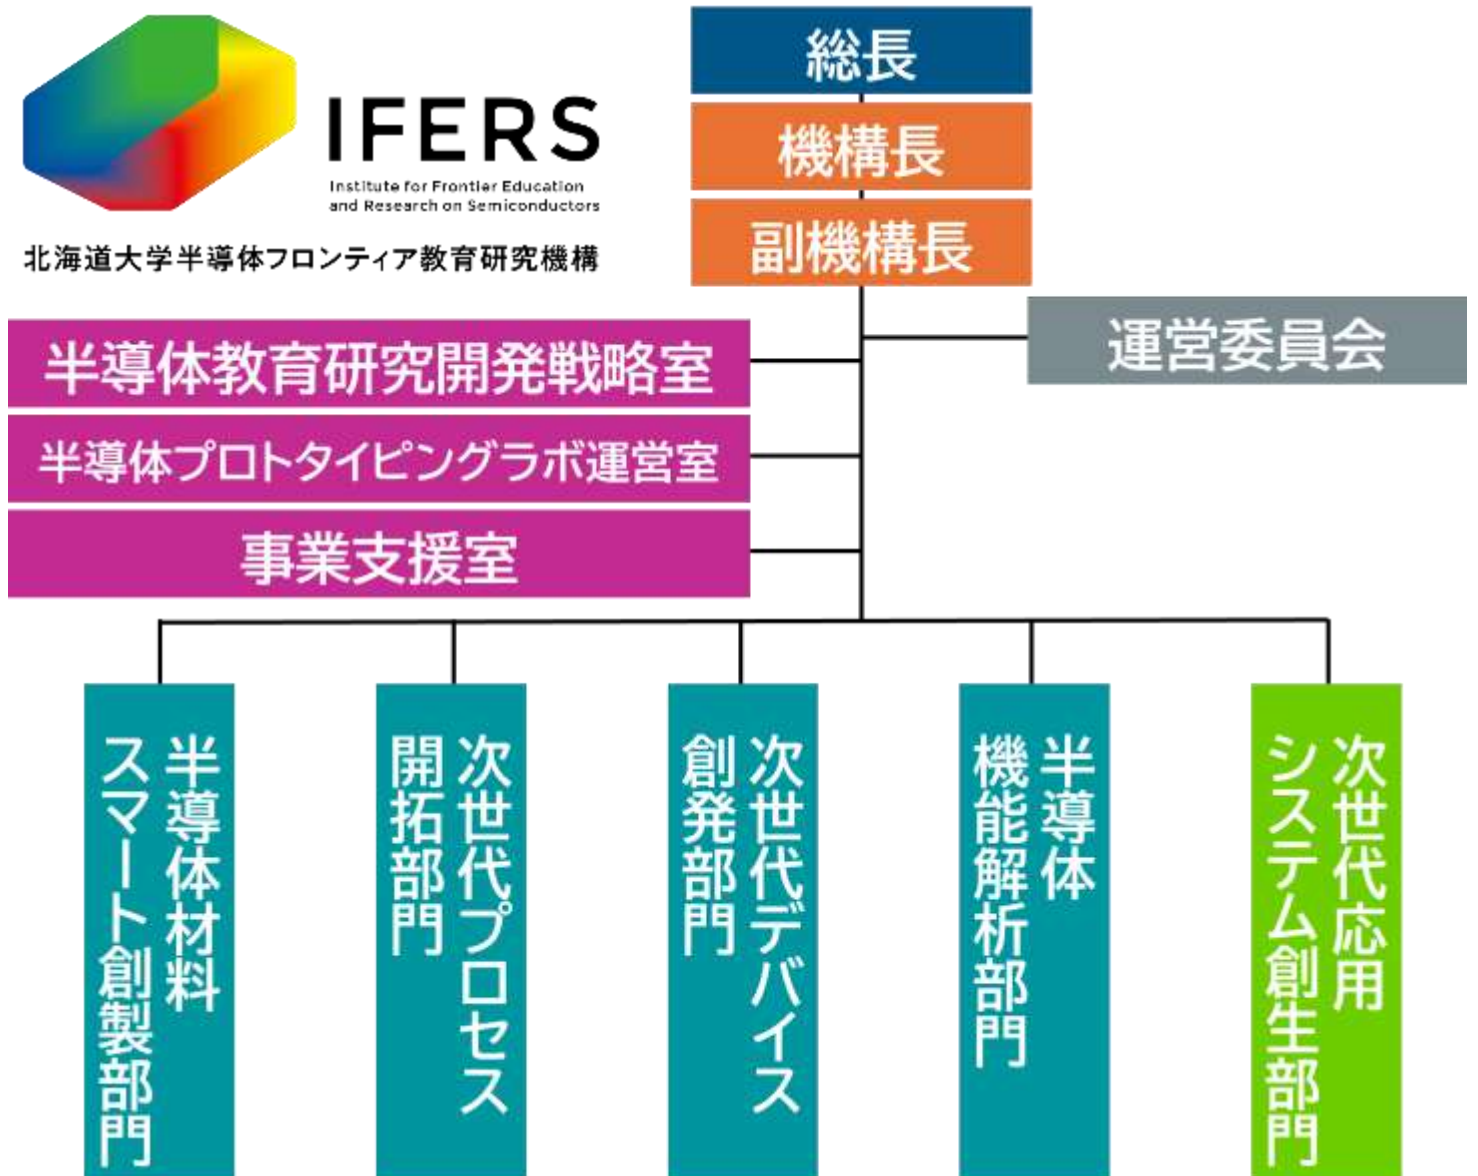 IFERS
Institute for Frontier Education
and Research on Semiconductors
北海道大学半導体フロンティア教育研究機構
総長
機構長
副機構長
運営委員会
半導体教育研究開発戦略室
半導体プロトタイピングラボ運営室
事業支援室
半導体材料
スマート創製部門
次世代プロセス
開拓部門
次世代デバイス
創発部門
半導体
機能解析部門
次世代応用
システム創生部門